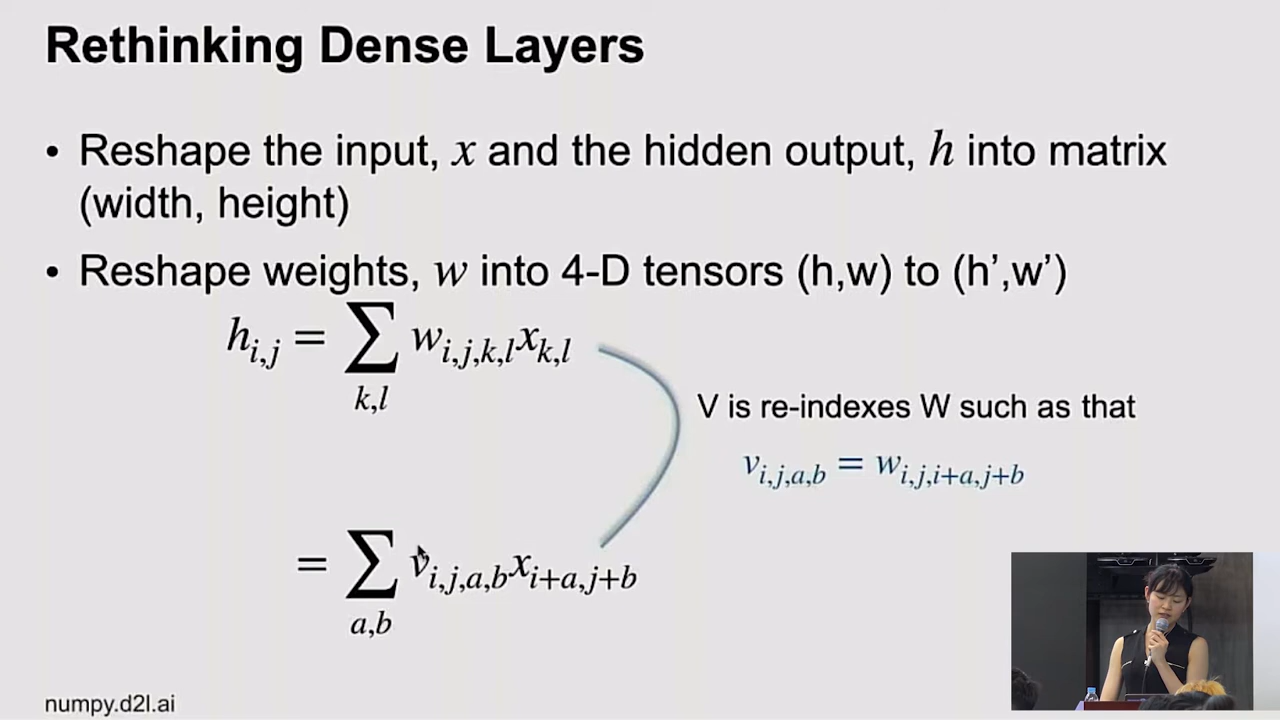 Rethinking Dense Layers
• Reshape the input, x and the hidden output, h into matrix
(width, height)
• Reshape weights, w into 4-D tensors (h,w) to (h’,w’)
h_{i,j} = ∑_{k,l} w_{i,j,k,l}x_{k,l}
V is re-indexes W such as that
v_{i,j,a,b} = w_{i,j,i+a,j+b}
= ∑_{a,b} v_{i,j,a,b}x_{i+a,j+b}
numpy.d2l.ai